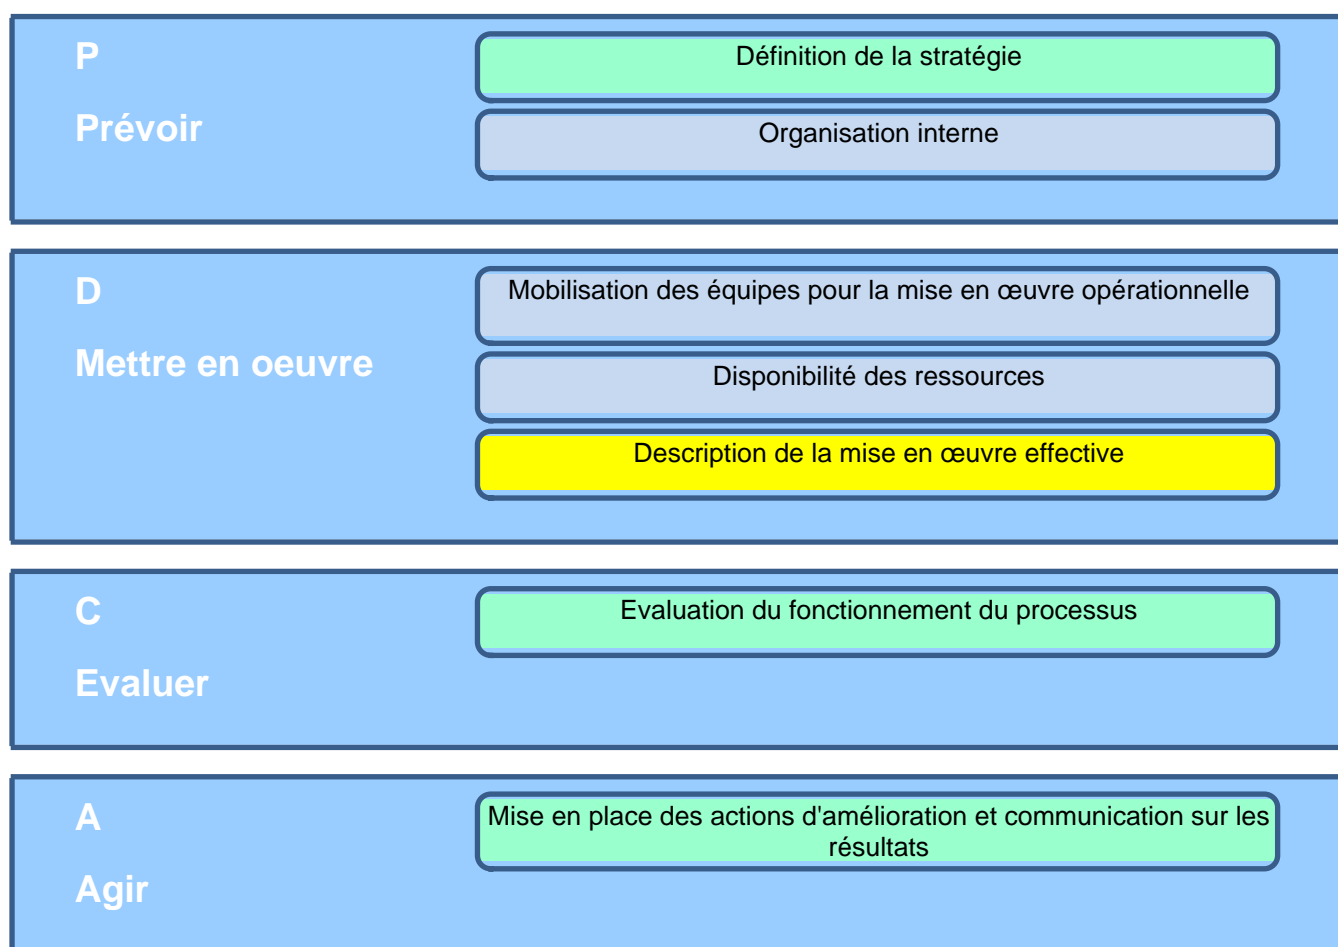 P
Prévoir
Définition de la stratégie
Organisation interne
D
Mettre en oeuvre
Mobilisation des équipes pour la mise en œuvre opérationnelle
Disponibilité des ressources
Description de la mise en œuvre effective
C
Evaluer
Evaluation du fonctionnement du processus
A
Agir
Mise en place des actions d'amélioration et communication sur les
résultats